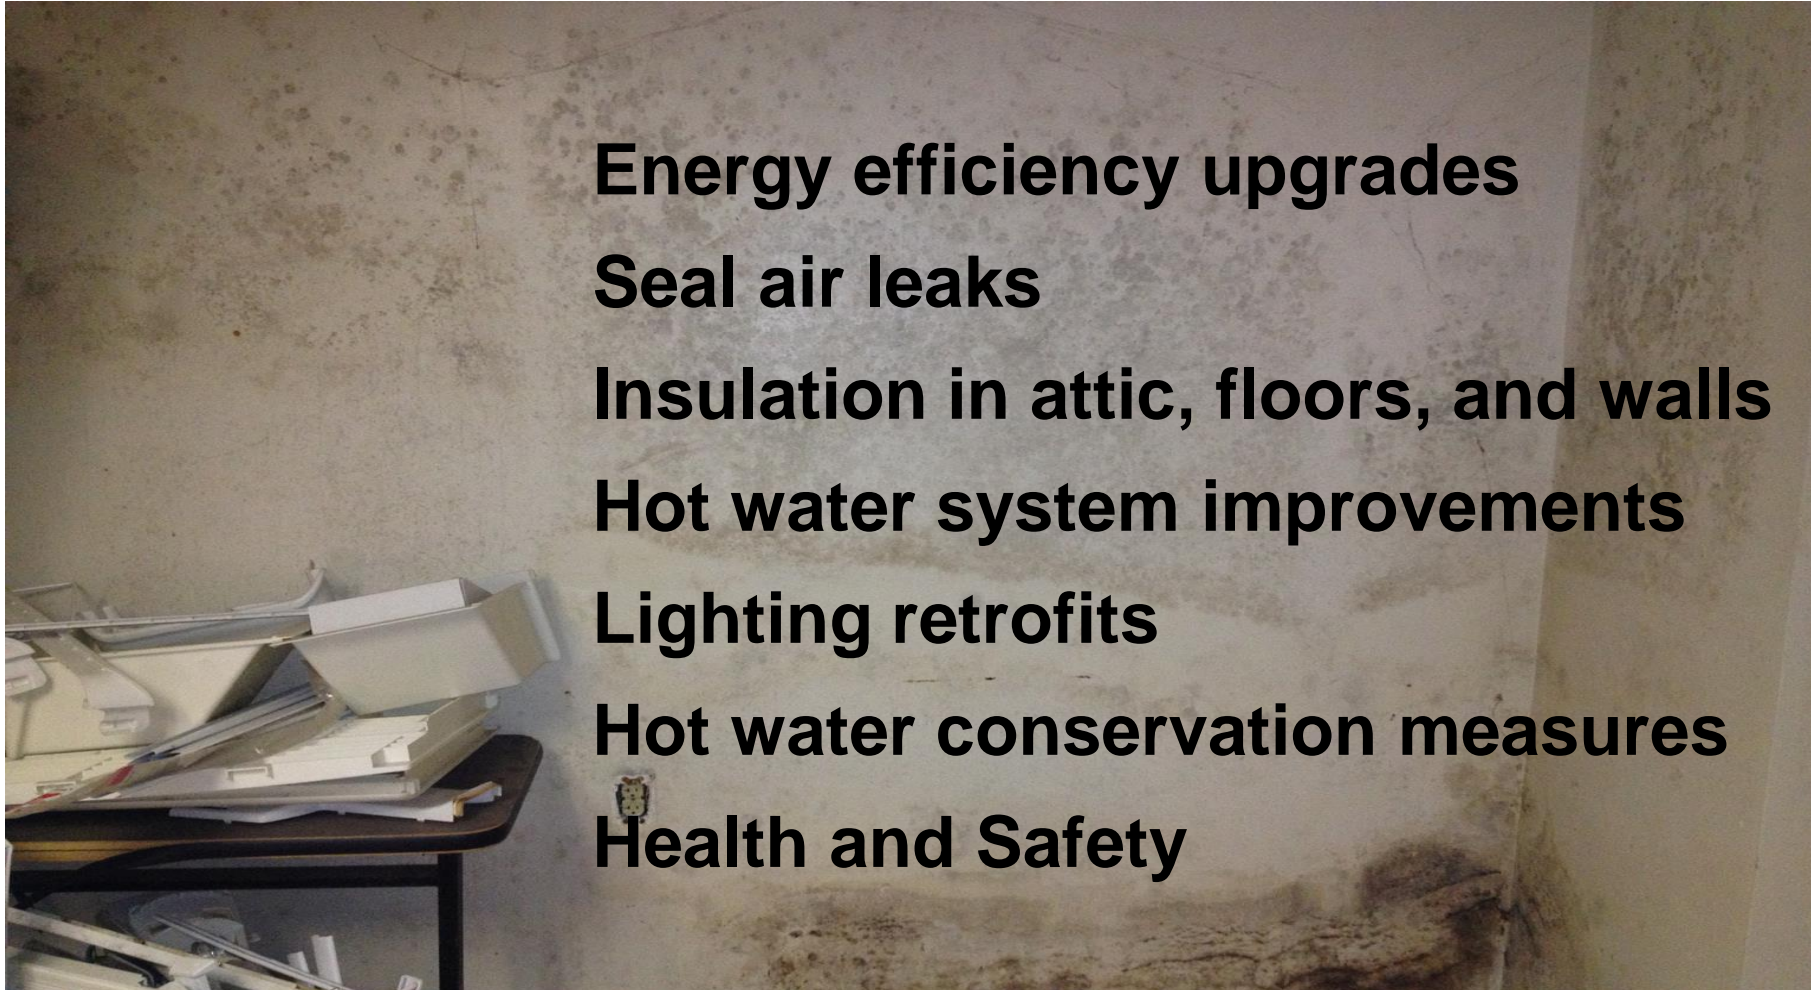 Energy efficiency upgrades
Seal air leaks
Insulation in attic, floors, and walls
Hot water system improvements
Lighting retrofits
Hot water conservation measures
Health and Safety